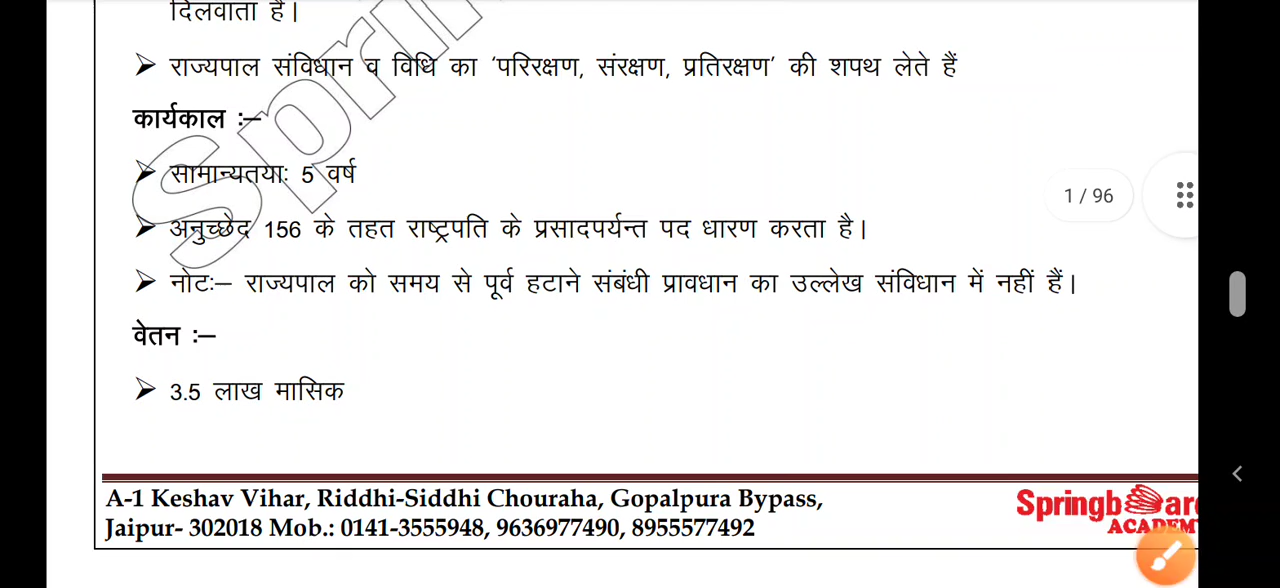 दिलवाता है।
➢ राज्यपाल संविधान व विधि का 'परिरक्षण, संरक्षण, प्रतिरक्षण' की शपथ लेते हैं
कार्यकाल :–
➢ सामान्यतयाः 5 वर्ष
➢ अनुच्छेद 156 के तहत राष्ट्रपति के प्रसादपर्यन्त पद धारण करता है।
➢ नोटः– राज्यपाल को समय से पूर्व हटाने संबंधी प्रावधान का उल्लेख संविधान में नहीं हैं।
1 / 96
वेतन :–
➢ 3.5 लाख मासिक
A-1 Keshav Vihar, Riddhi-Siddhi Chouraha, Gopalpura Bypass,
Jaipur- 302018 Mob.: 0141-3555948, 9636977490, 8955577492
Springboar
ACADEMY
Sprin